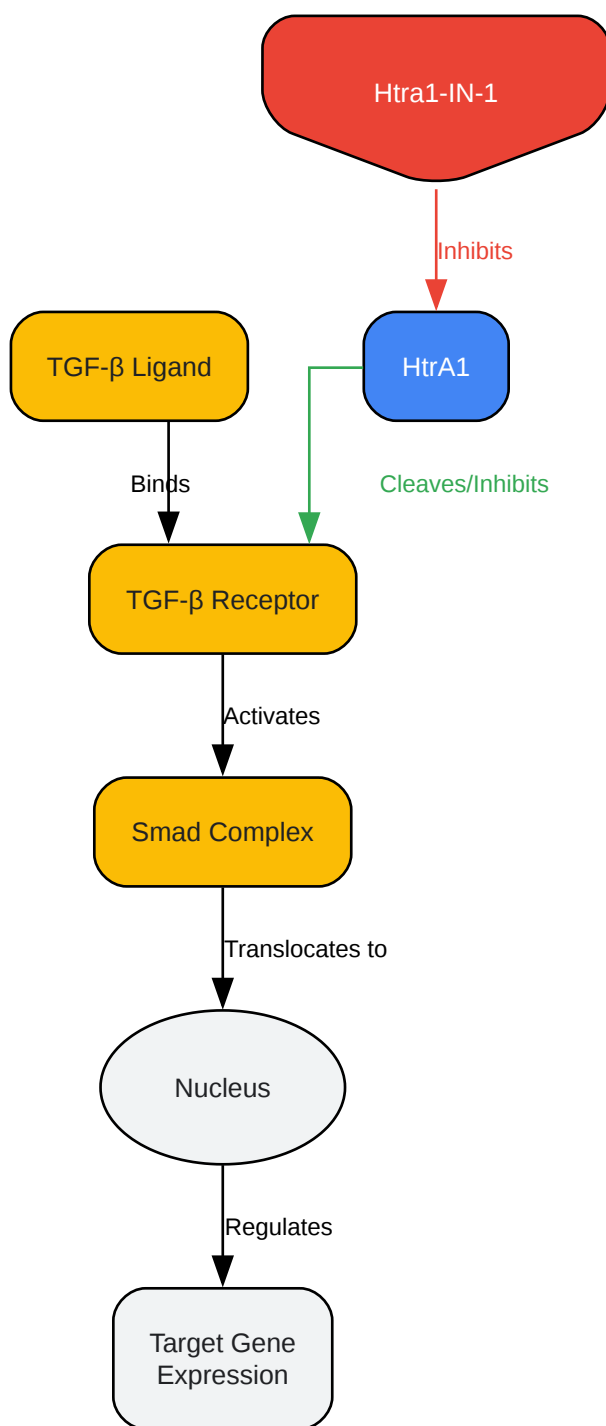 Htra1-IN-1
Inhibits
TGF-β Ligand
HtrA1
Binds
Cleaves/Inhibits
TGF-β Receptor
Activates
Smad Complex
Translocates to
Nucleus
Regulates
Target Gene
Expression